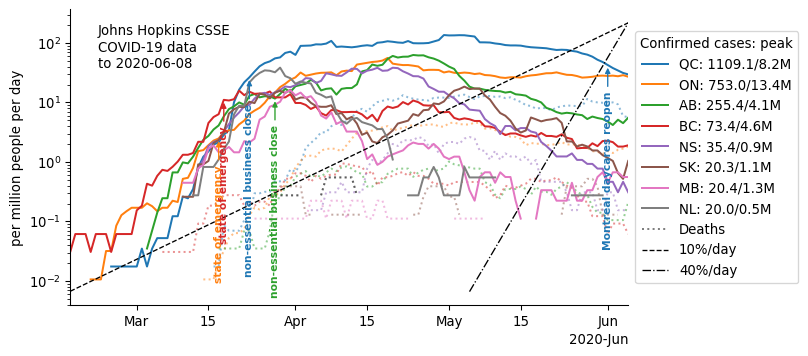 Johns Hopkins CSSE
COVID-19 data
to 2020-06-08
per million people per day
10²
10¹
10⁰
10⁻¹
10⁻²
state of emergency
state of emergency
non-essential business close
non-essential business close
Montreal daycares reopen
Mar
15
Apr
15
May
15
Jun
2020-Jun
Confirmed cases: peak
QC: 1109.1/8.2M
ON: 753.0/13.4M
AB: 255.4/4.1M
BC: 73.4/4.6M
NS: 35.4/0.9M
SK: 20.3/1.1M
MB: 20.4/1.3M
NL: 20.0/0.5M
Deaths
10%/day
40%/day